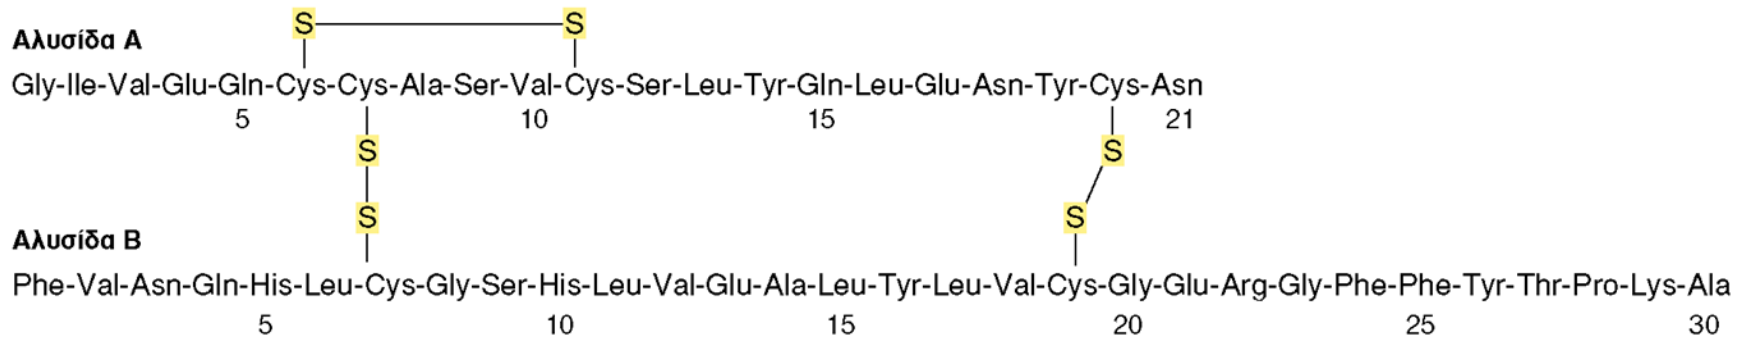 S S
Αλυσίδα Α
Gly-Ile-Val-Glu-Gln-Cys-Cys-Ala-Ser-Val-Cys-Ser-Leu-Tyr-Gln-Leu-Glu-Asn-Tyr-Cys-Asn
5 10 15 21
S S
S S
Αλυσίδα Β
Phe-Val-Asn-Gln-His-Leu-Cys-Gly-Ser-His-Leu-Val-Glu-Ala-Leu-Tyr-Leu-Val-Cys-Gly-Glu-Arg-Gly-Phe-Phe-Tyr-Thr-Pro-Lys-Ala
5 10 15 20 25 30